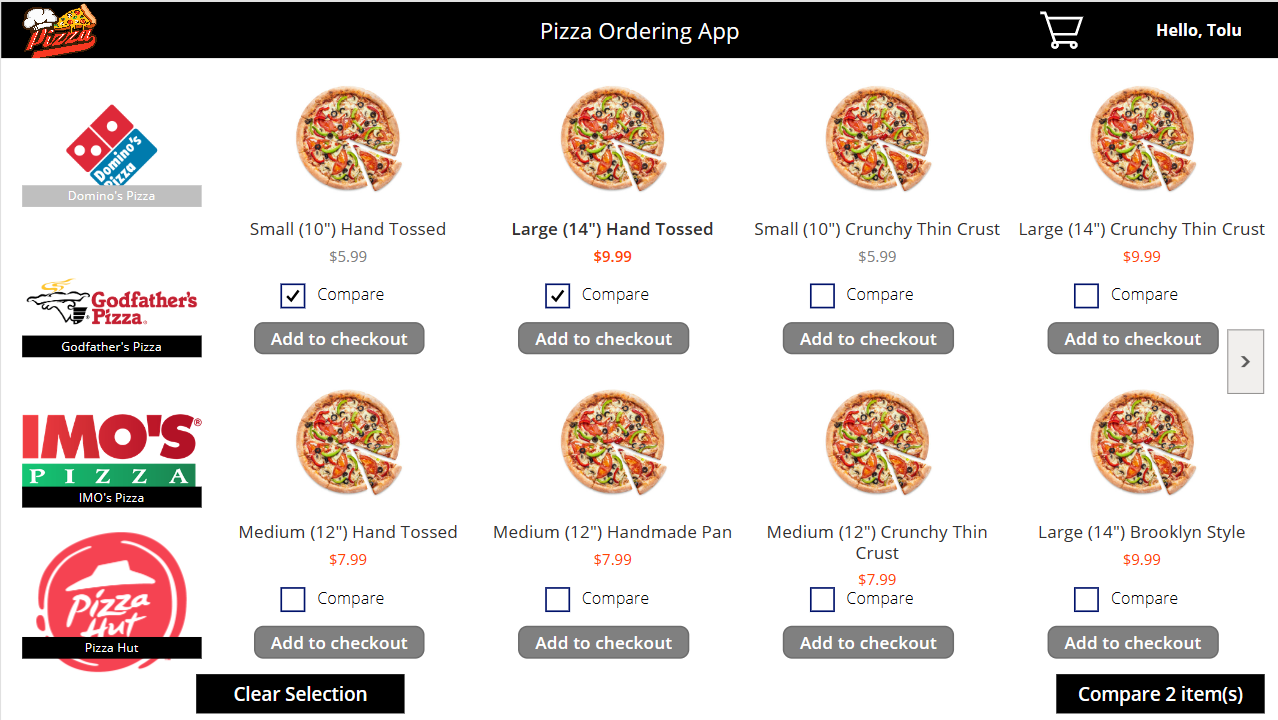 Pizza
Pizza Ordering App
Hello, Tolu
Domino's
Pizza
Domino's Pizza
Small (10") Hand Tossed
$5.99
Compare
Add to checkout
Large (14") Hand Tossed
$9.99
Compare
Add to checkout
Small (10") Crunchy Thin Crust
$5.99
Compare
Add to checkout
Large (14") Crunchy Thin Crust
$9.99
Compare
Add to checkout
Godfather's
Pizza®
Godfather's Pizza
IMO'S®
PIZZA
IMO's Pizza
Pizza
Hut
Pizza Hut
Medium (12") Hand Tossed
$7.99
Compare
Add to checkout
Medium (12") Handmade Pan
$7.99
Compare
Add to checkout
Medium (12") Crunchy Thin
Crust
$7.99
Compare
Add to checkout
Large (14") Brooklyn Style
$9.99
Compare
Add to checkout
>
Clear Selection
Compare 2 item(s)